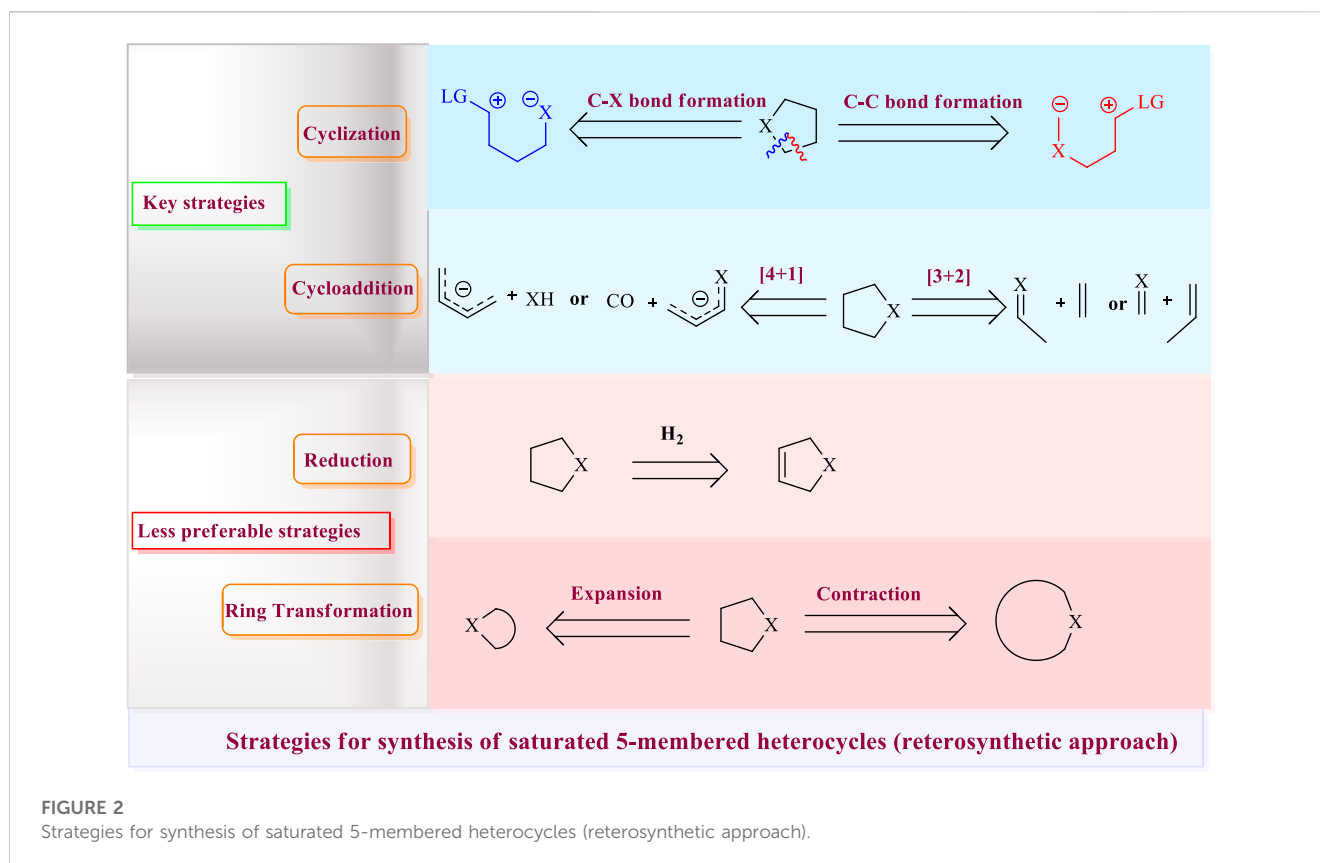 LG ⊕ ⊖ X
C-X bond formation
X
C-C bond formation
⊖ ⊕ LG
X
Cyclization
Key strategies
Cycloaddition
⊖ + XH or CO + ⊖ X
[4+1]
X
[3+2]
X + or X +
Reduction
X
H2
X
Less preferable strategies
Ring Transformation
X
Expansion
X
Contraction
X
Strategies for synthesis of saturated 5-membered heterocycles (reterosynthetic approach)
FIGURE 2
Strategies for synthesis of saturated 5-membered heterocycles (reterosynthetic approach).